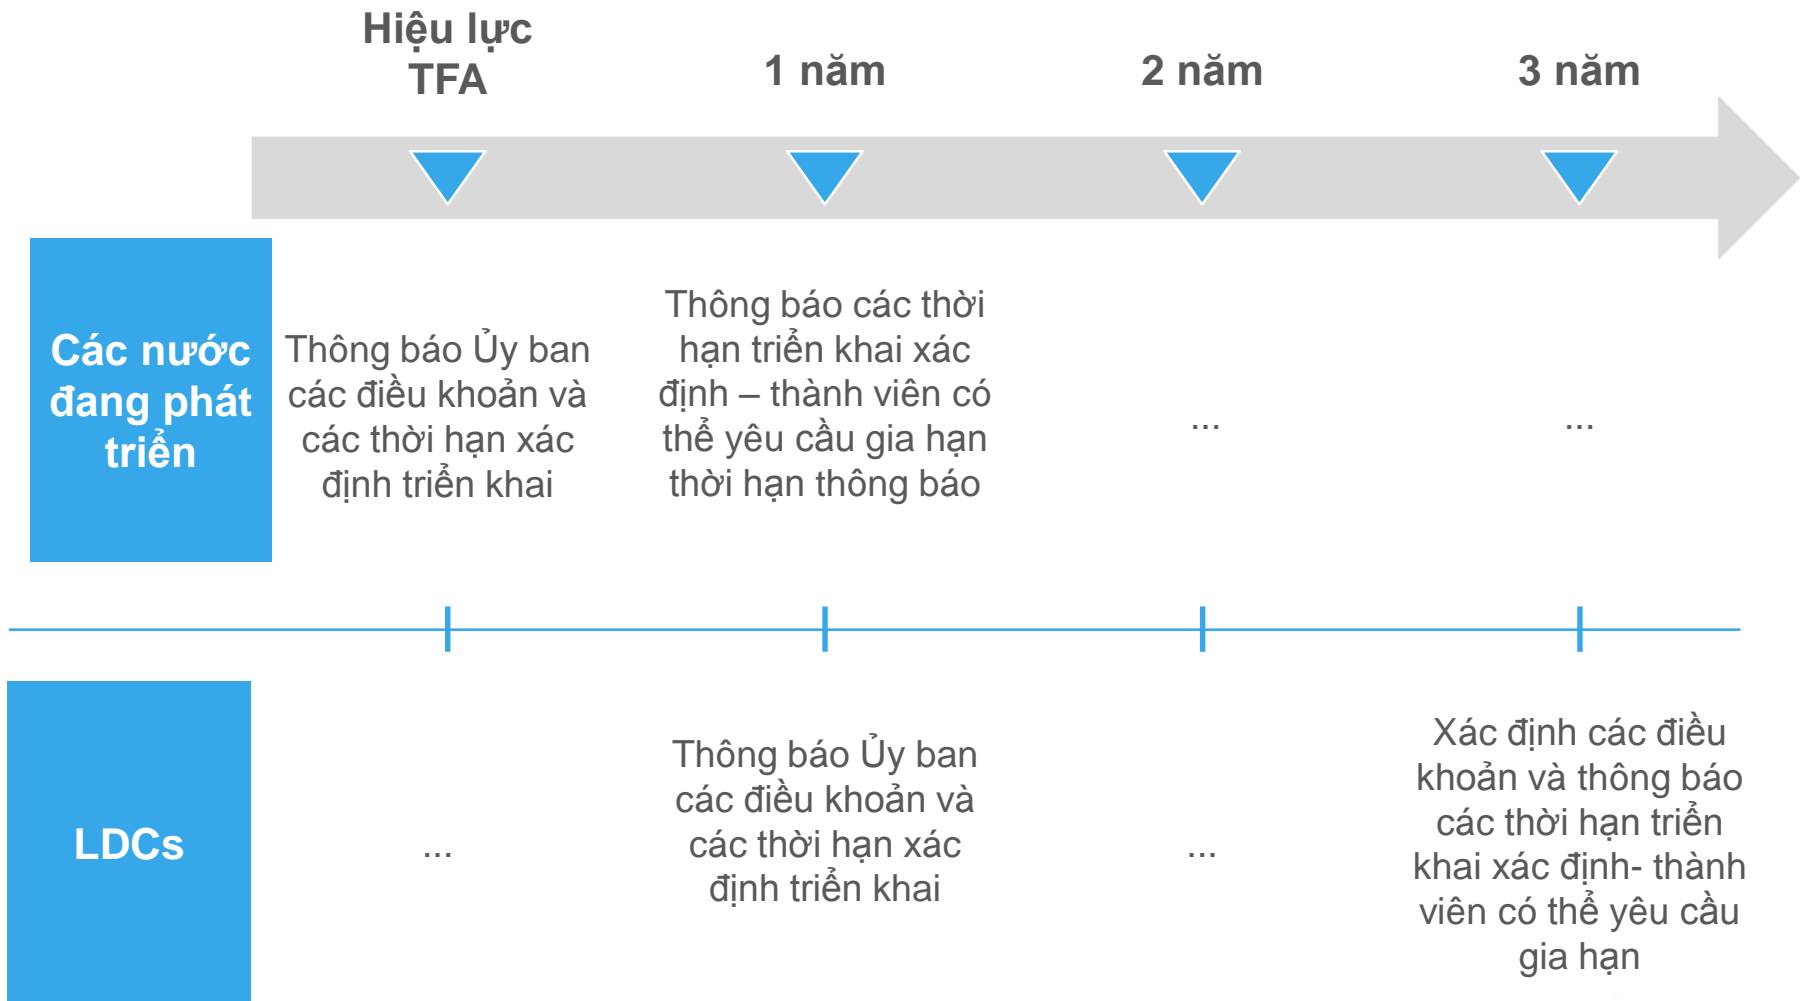 Hiệu lực
TFA
1 năm
2 năm
3 năm
Các nước
đang phát
triển
Thông báo Ủy ban
các điều khoản và
các thời hạn xác
định triển khai
Thông báo các thời
hạn triển khai xác
định – thành viên có
thể yêu cầu gia hạn
thời hạn thông báo
...
...
LDCs
...
Thông báo Ủy ban
các điều khoản và
các thời hạn xác
định triển khai
...
Xác định các điều
khoản và thông báo
các thời hạn triển
khai xác định- thành
viên có thể yêu cầu
gia hạn